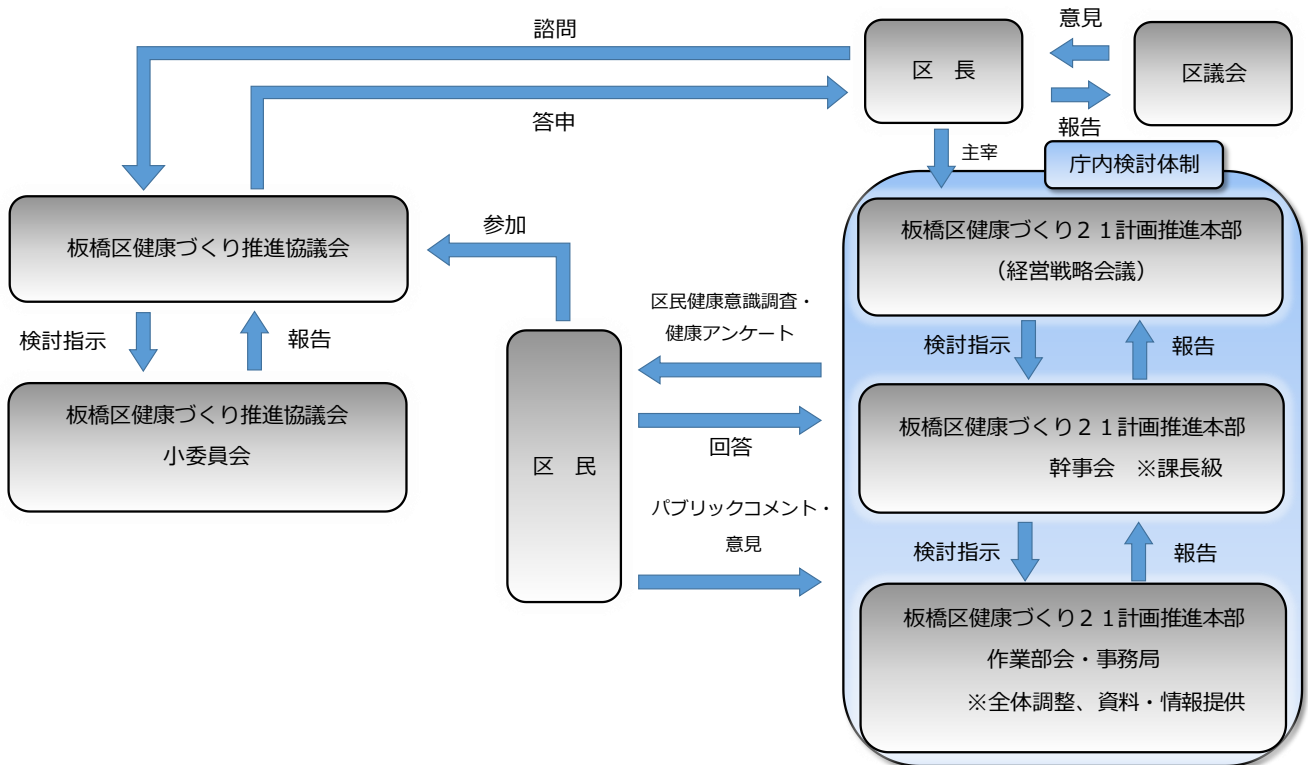 諮問
意見
区　長
区議会
答申
報告
主宰
庁内検討体制
板橋区健康づくり推進協議会
参加
板橋区健康づくり２１計画推進本部
（経営戦略会議）
検討指示
報告
区民健康意識調査・
健康アンケート
検討指示
報告
板橋区健康づくり推進協議会
小委員会
区　民
回答
板橋区健康づくり２１計画推進本部
幹事会　※課長級
パブリックコメント・
意見
検討指示
報告
板橋区健康づくり２１計画推進本部
作業部会・事務局
※全体調整、資料・情報提供